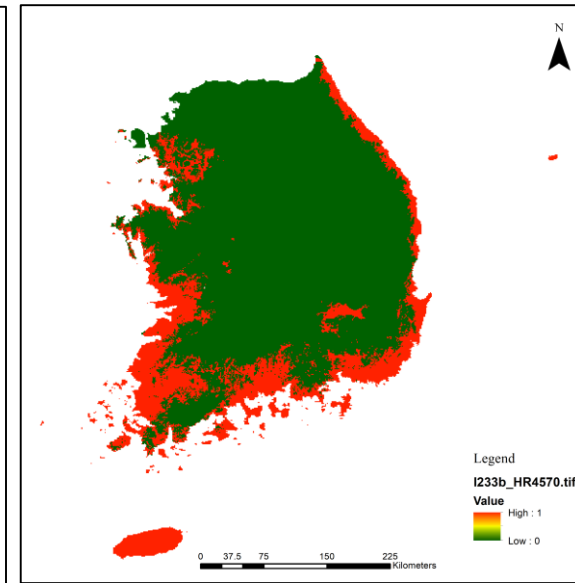 N
Legend
I233b_HR4570.tif
Value
High : 1
Low : 0
0 37.5 75 150 225
Kilometers